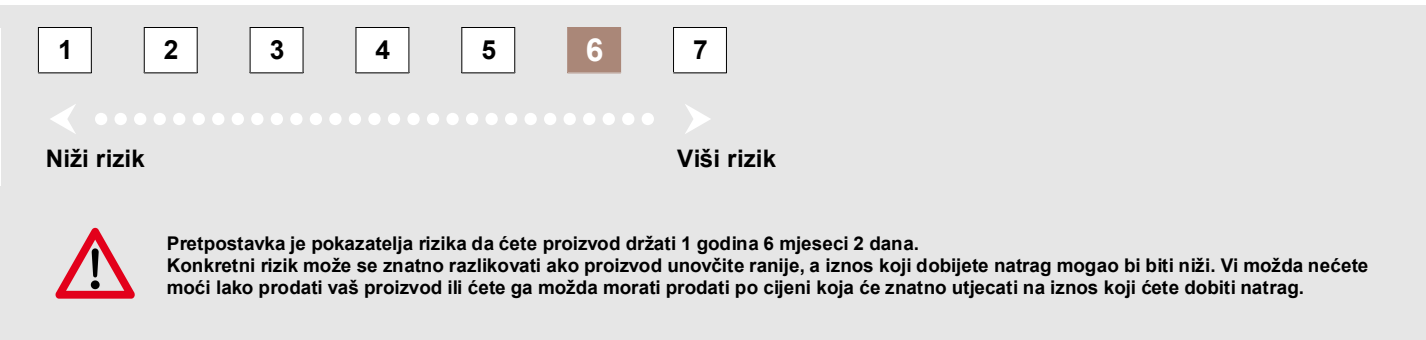 1 2 3 4 5 6 7
Niži rizik Viši rizik
Pretpostavka je pokazatelja rizika da ćete proizvod držati 1 godina 6 mjeseci 2 dana.
Konkretni rizik može se znatno razlikovati ako proizvod unovčite ranije, a iznos koji dobijete natrag mogao bi biti niži. Vi možda nećete
moći lako prodati vaš proizvod ili ćete ga možda morati prodati po cijeni koja će znatno utjecati na iznos koji ćete dobiti natrag.